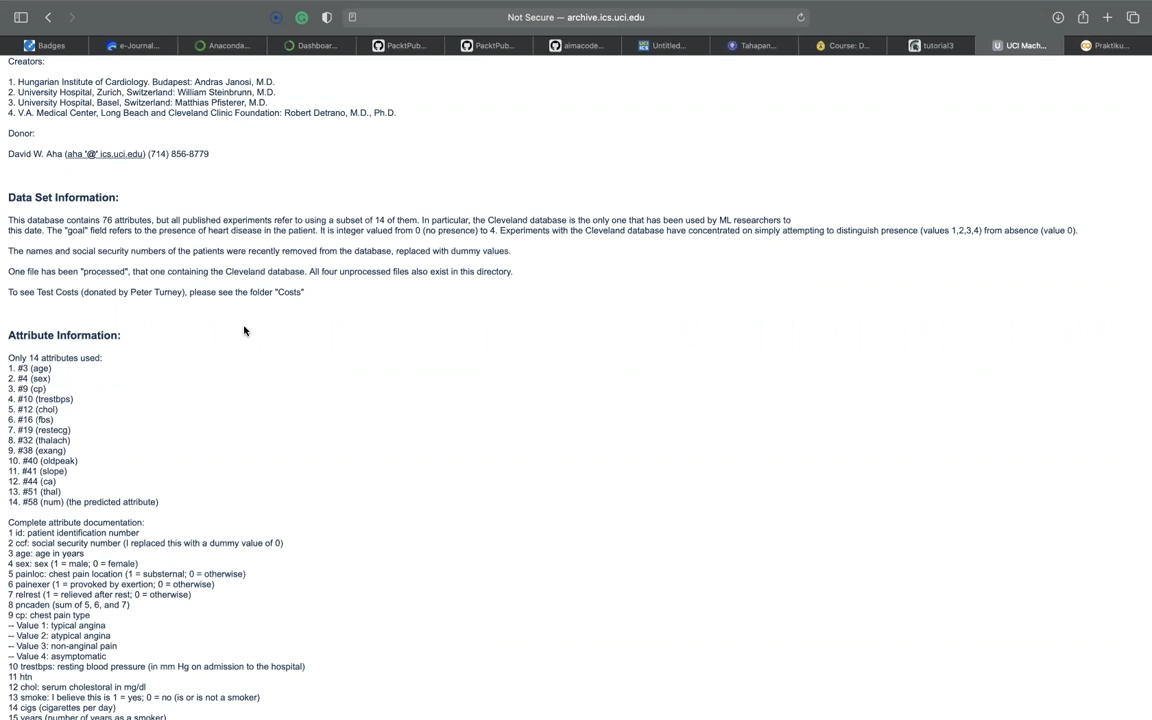 Not Secure — archive.ics.uci.edu
Badges
e-Journal...
Anaconda...
Dashboar...
PacktPub...
PacktPub...
aimacode...
Untitled...
Tahapan...
Course: D...
tutorial3
UCI Mach...
Praktiku...
Creators:
1. Hungarian Institute of Cardiology. Budapest: Andras Janosi, M.D.
2. University Hospital, Zurich, Switzerland: William Steinbrunn, M.D.
3. University Hospital, Basel, Switzerland: Matthias Pfisterer, M.D.
4. V.A. Medical Center, Long Beach and Cleveland Clinic Foundation: Robert Detrano, M.D., Ph.D.
Donor:
David W. Aha (aha '@' ics.uci.edu) (714) 856-8779
Data Set Information:
This database contains 76 attributes, but all published experiments refer to using a subset of 14 of them. In particular, the Cleveland database is the only one that has been used by ML researchers to
this date. The "goal" field refers to the presence of heart disease in the patient. It is integer valued from 0 (no presence) to 4. Experiments with the Cleveland database have concentrated on simply attempting to distinguish presence (values 1,2,3,4) from absence (value 0).
The names and social security numbers of the patients were recently removed from the database, replaced with dummy values.
One file has been "processed", that one containing the Cleveland database. All four unprocessed files also exist in this directory.
To see Test Costs (donated by Peter Turney), please see the folder "Costs"
Attribute Information:
Only 14 attributes used:
1. #3 (age)
2. #4 (sex)
3. #9 (cp)
4. #10 (trestbps)
5. #12 (chol)
6. #16 (fbs)
7. #19 (restecg)
8. #32 (thalach)
9. #38 (exang)
10. #40 (oldpeak)
11. #41 (slope)
12. #44 (ca)
13. #51 (thal)
14. #58 (num) (the predicted attribute)
Complete attribute documentation:
1 id: patient identification number
2 ccf: social security number (I replaced this with a dummy value of 0)
3 age: age in years
4 sex: sex (1 = male; 0 = female)
5 painloc: chest pain location (1 = substernal; 0 = otherwise)
6 painexer (1 = provoked by exertion; 0 = otherwise)
7 relrest (1 = relieved after rest; 0 = otherwise)
8 pncaden (sum of 5, 6, and 7)
9 cp: chest pain type
-- Value 1: typical angina
-- Value 2: atypical angina
-- Value 3: non-anginal pain
-- Value 4: asymptomatic
10 trestbps: resting blood pressure (in mm Hg on admission to the hospital)
11 htn
12 chol: serum cholestoral in mg/dl
13 smoke: I believe this is 1 = yes; 0 = no (is or is not a smoker)
14 cigs (cigarettes per day)
15 years (number of years as a smoker)